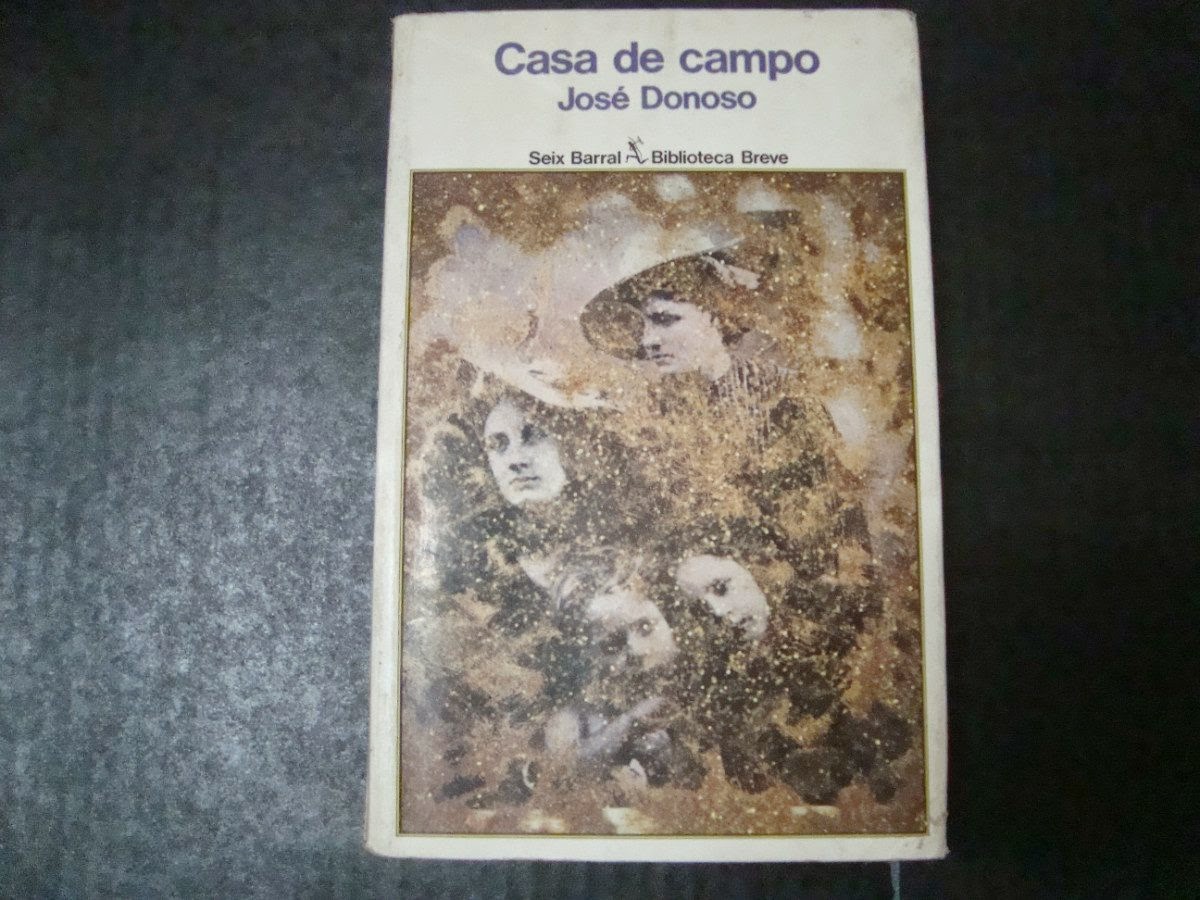 Casa de campo
José Donoso
Seix Barral Biblioteca Breve